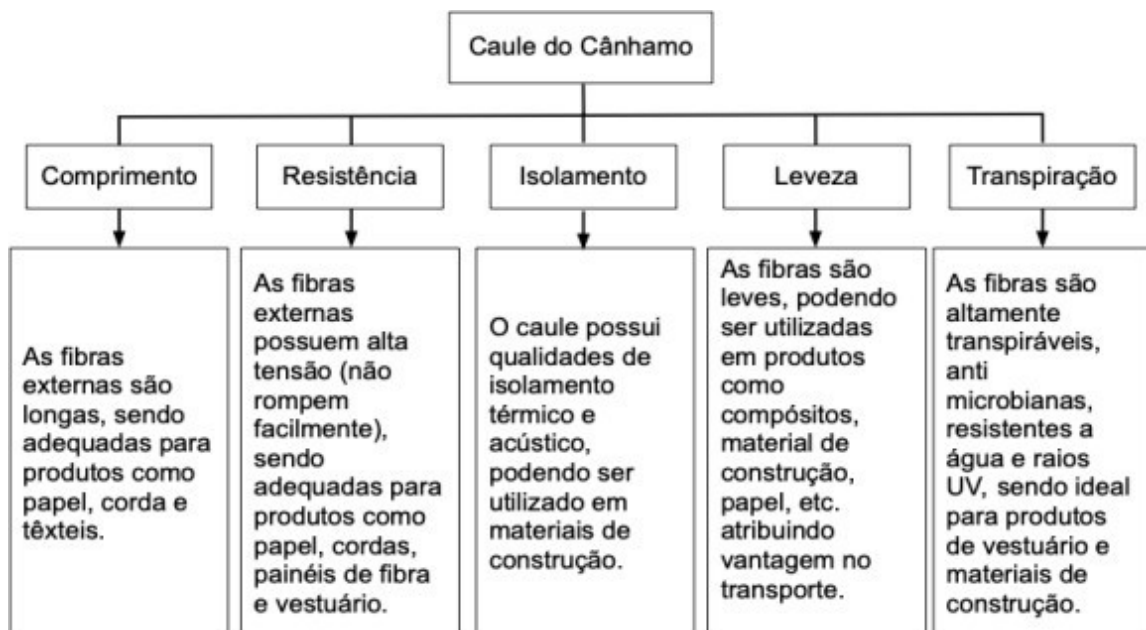 Caule do Cânhamo
Comprimento
Resistência
Isolamento
Leveza
Transpiração
As fibras
externas são
longas, sendo
adequadas para
produtos como
papel, corda e
têxteis.
As fibras
externas
possuem alta
tensão (não
rompem
facilmente),
sendo
adequadas para
produtos como
papel, cordas,
painéis de fibra
e vestuário.
O caule possui
qualidades de
isolamento
térmico e
acústico,
podendo ser
utilizado em
materiais de
construção.
As fibras são
leves, podendo
ser utilizadas
em produtos
como
compósitos,
material de
construção,
papel, etc.
atribuindo
vantagem no
transporte.
As fibras são
altamente
transpiráveis,
anti
microbianas,
resistentes a
água e raios
UV, sendo ideal
para produtos
de vestuário e
materiais de
construção.